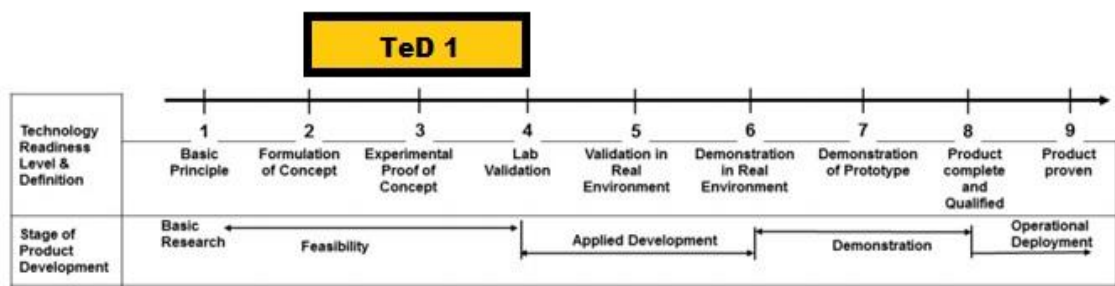 TeD 1
1 2 3 4 5 6 7 8 9
Technology
Readiness
Level &
Definition
Basic
Principle
Formulation
of Concept
Experimental
Proof of
Concept
Lab
Validation
Validation in
Real
Environment
Demonstration
in Real
Environment
Demonstration
of Prototype
Product
complete
and
Qualified
Product
proven
Stage of
Product
Development
Basic
Research
Feasibility
Applied Development
Demonstration
Operational
Deployment